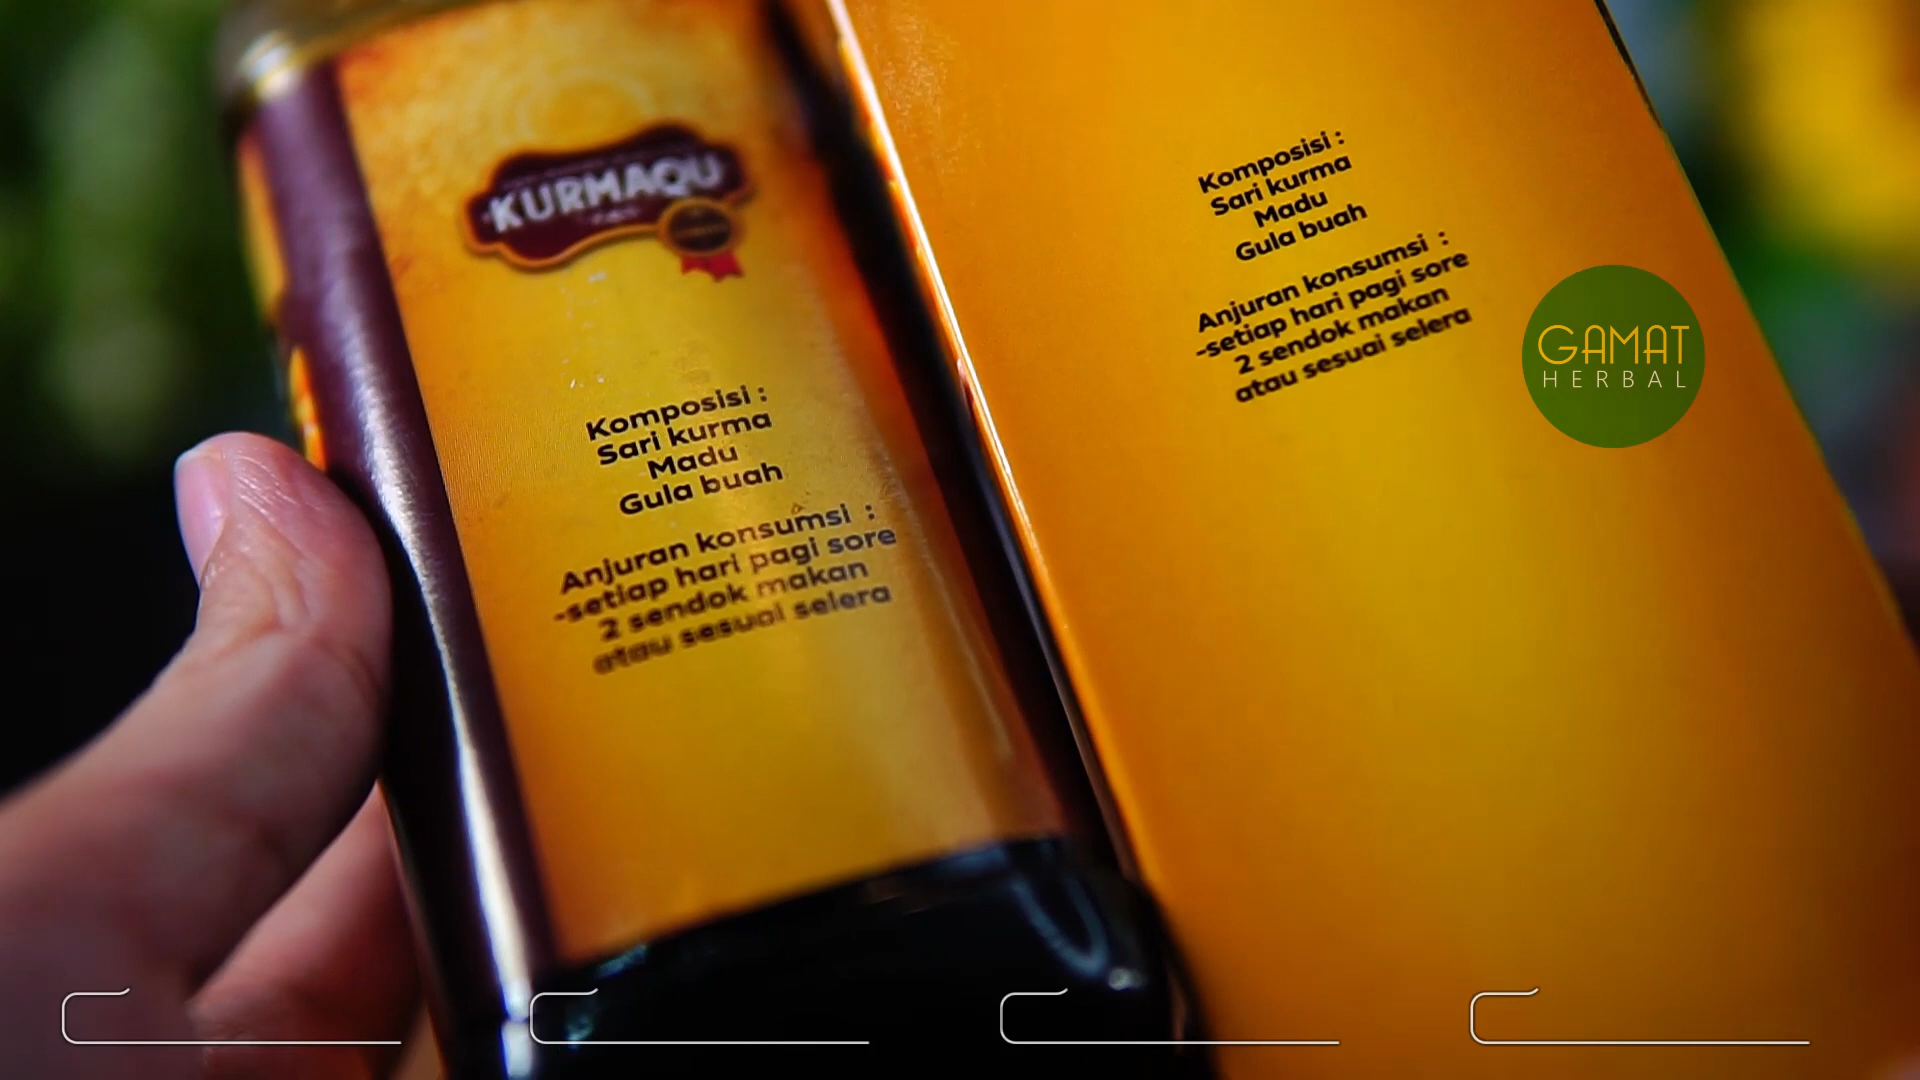 KURMAQU
Komposisi :
Sari kurma
Madu
Gula buah
Anjuran konsumsi :
-setiap hari pagi sore
2 sendok makan
atau sesuai selera
Komposisi :
Sari kurma
Madu
Gula buah
Anjuran konsumsi :
-setiap hari pagi sore
2 sendok makan
atau sesuai selera
GAMAT
HERBAL